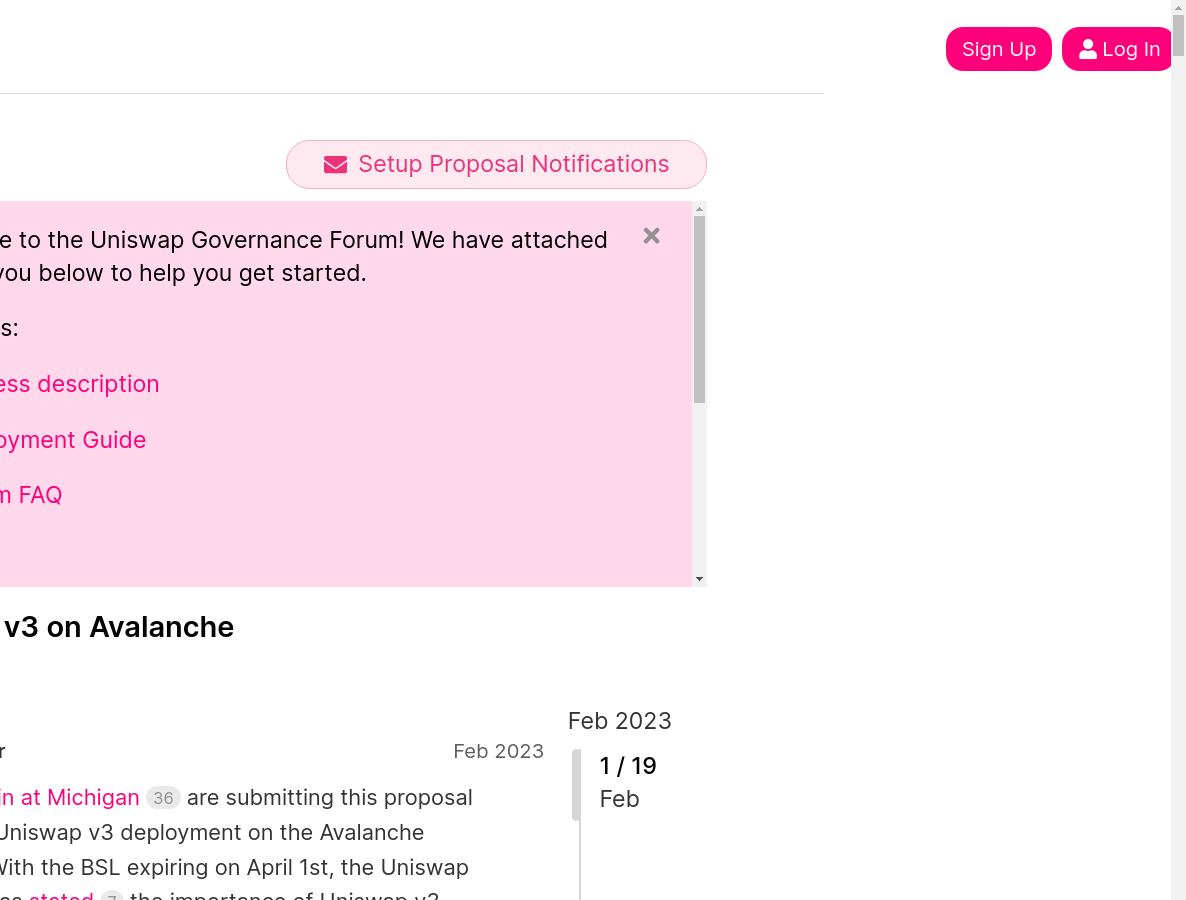 Sign Up
Log In
Setup Proposal Notifications
e to the Uniswap Governance Forum! We have attached
you below to help you get started.
s:
ess description
oyment Guide
m FAQ
v3 on Avalanche
Feb 2023
r
Feb 2023
1 / 19
Feb
in at Michigan 36 are submitting this proposal
Uniswap v3 deployment on the Avalanche
With the BSL expiring on April 1st, the Uniswap
as stated 7 the importance of Uniswap v3